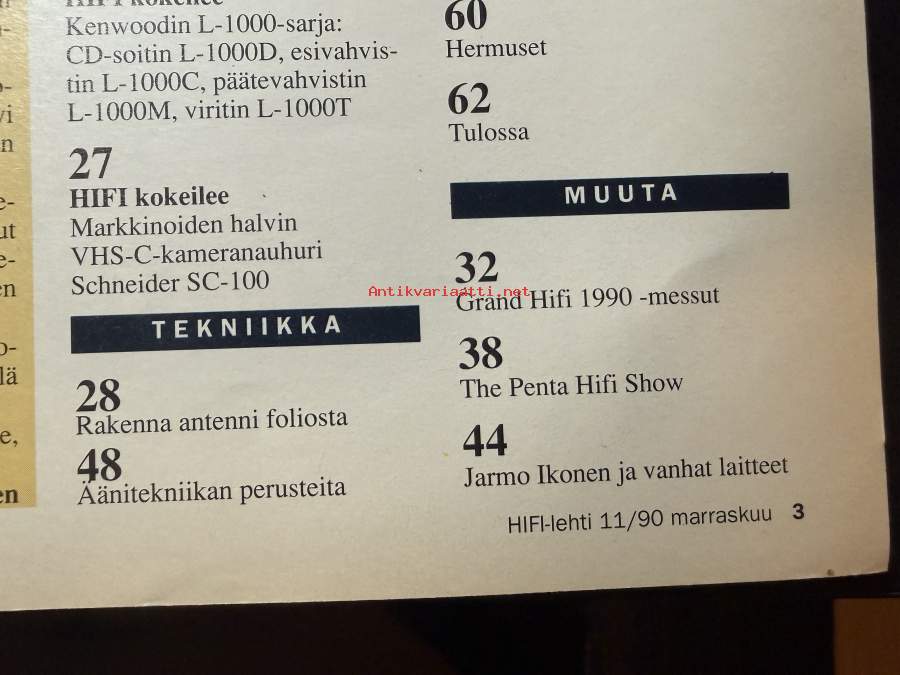 HIFI kokeilee
Kenwoodin L-1000-sarja:
CD-soitin L-1000D, esivahvis-
tin L-1000C, päätevahvistin
L-1000M, viritin L-1000T
27
HIFI kokeilee
Markkinoiden halvin
VHS-C-kameranauhuri
Schneider SC-100
TEKNIIKKA
28
Rakenna antenni foliosta
48
Äänitekniikan perusteita
60
Hermuset
62
Tulossa
MUUTA
32
Grand Hifi 1990 -messut
38
The Penta Hifi Show
44
Jarmo Ikonen ja vanhat laitteet
HIFI-lehti 11/90 marraskuu 3
Antikvariaatti.net